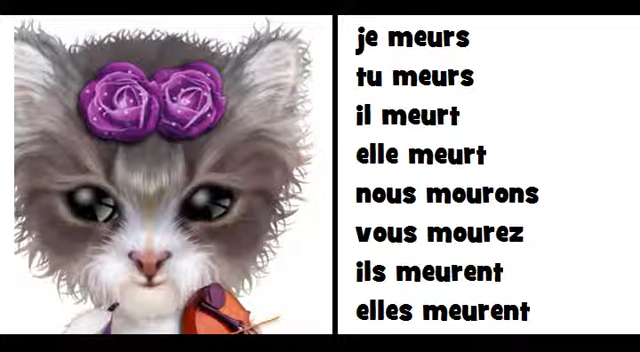 je meurs
tu meurs
il meurt
elle meurt
nous mourons
vous mourez
ils meurent
elles meurent